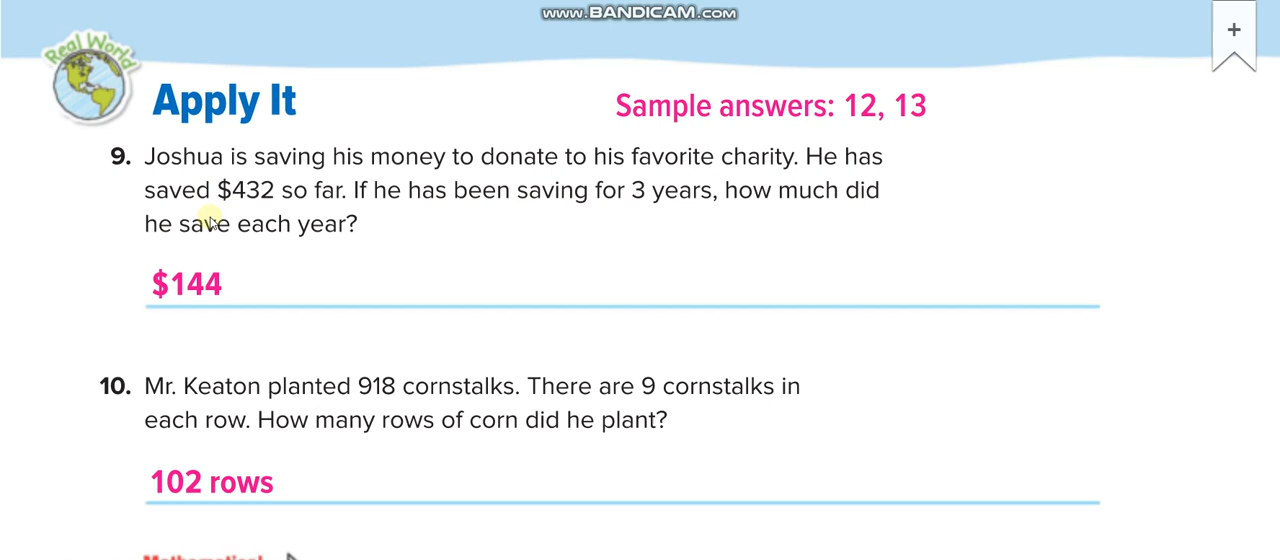 www.BANDICAM.com
+
Real World
Apply It
Sample answers: 12, 13
9. Joshua is saving his money to donate to his favorite charity. He has
saved $432 so far. If he has been saving for 3 years, how much did
he save each year?
$144
10. Mr. Keaton planted 918 cornstalks. There are 9 cornstalks in
each row. How many rows of corn did he plant?
102 rows
Mathematical